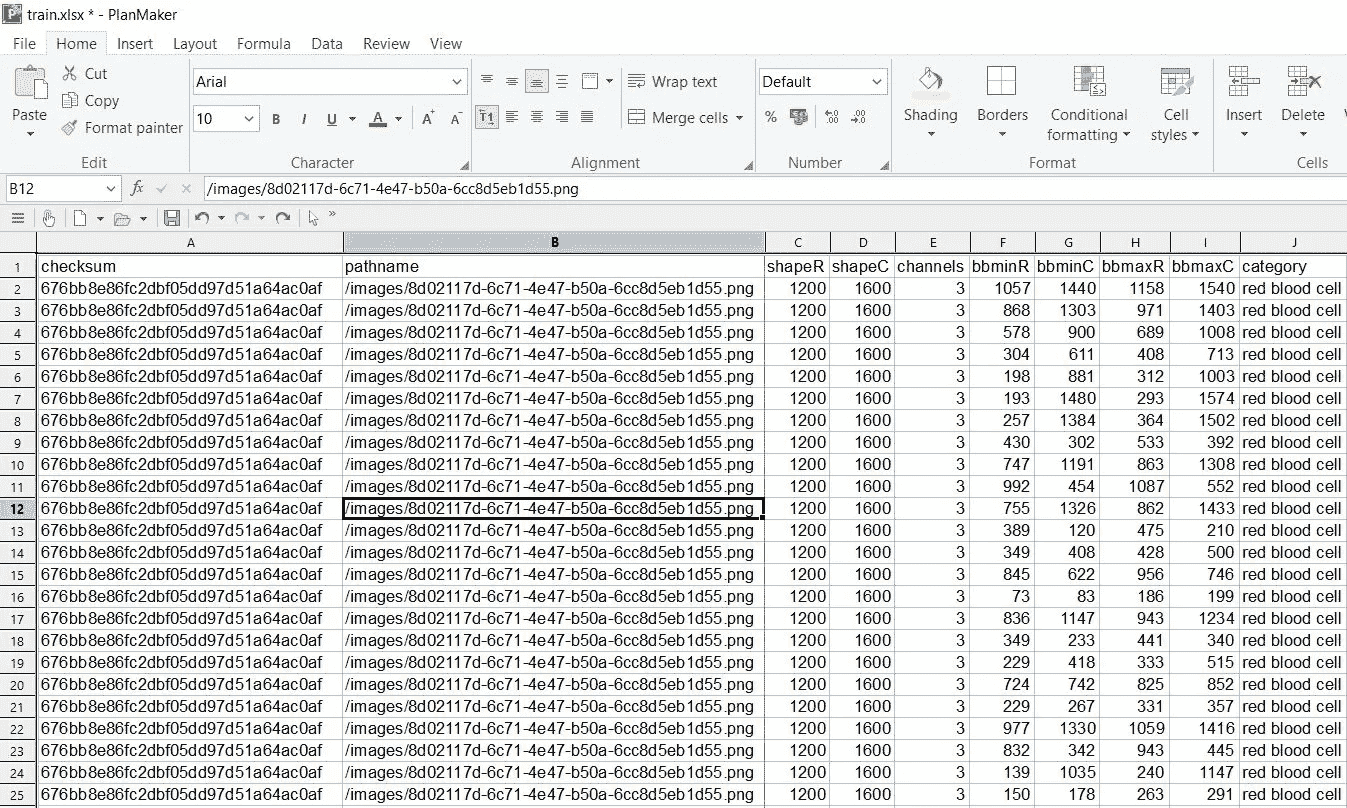 train.xlsx * - PlanMaker
File Home Insert Layout Formula Data Review View
Paste
Cut
Copy
Format painter
Edit
Arial
10 B I U A A+ A-
Character
Wrap text
Merge cells
Alignment
Default
%
Number
Shading
Borders
Conditional formatting
Cell styles
Format
Insert
Delete
Cells
B12 fx /images/8d02117d-6c71-4e47-b50a-6cc8d5eb1d55.png
A B C D E F G H I J
1 checksum pathname shapeR shapeC channels bbminR bbminC bbmaxR bbmaxC category
2 676bb8e86fc2dbf05dd97d51a64ac0af /images/8d02117d-6c71-4e47-b50a-6cc8d5eb1d55.png 1200 1600 3 1057 1440 1158 1540 red blood cell
3 676bb8e86fc2dbf05dd97d51a64ac0af /images/8d02117d-6c71-4e47-b50a-6cc8d5eb1d55.png 1200 1600 3 868 1303 971 1403 red blood cell
4 676bb8e86fc2dbf05dd97d51a64ac0af /images/8d02117d-6c71-4e47-b50a-6cc8d5eb1d55.png 1200 1600 3 578 900 689 1008 red blood cell
5 676bb8e86fc2dbf05dd97d51a64ac0af /images/8d02117d-6c71-4e47-b50a-6cc8d5eb1d55.png 1200 1600 3 304 611 408 713 red blood cell
6 676bb8e86fc2dbf05dd97d51a64ac0af /images/8d02117d-6c71-4e47-b50a-6cc8d5eb1d55.png 1200 1600 3 198 881 312 1003 red blood cell
7 676bb8e86fc2dbf05dd97d51a64ac0af /images/8d02117d-6c71-4e47-b50a-6cc8d5eb1d55.png 1200 1600 3 193 1480 293 1574 red blood cell
8 676bb8e86fc2dbf05dd97d51a64ac0af /images/8d02117d-6c71-4e47-b50a-6cc8d5eb1d55.png 1200 1600 3 257 1384 364 1502 red blood cell
9 676bb8e86fc2dbf05dd97d51a64ac0af /images/8d02117d-6c71-4e47-b50a-6cc8d5eb1d55.png 1200 1600 3 430 302 533 392 red blood cell
10 676bb8e86fc2dbf05dd97d51a64ac0af /images/8d02117d-6c71-4e47-b50a-6cc8d5eb1d55.png 1200 1600 3 747 1191 863 1308 red blood cell
11 676bb8e86fc2dbf05dd97d51a64ac0af /images/8d02117d-6c71-4e47-b50a-6cc8d5eb1d55.png 1200 1600 3 992 454 1087 552 red blood cell
12 676bb8e86fc2dbf05dd97d51a64ac0af /images/8d02117d-6c71-4e47-b50a-6cc8d5eb1d55.png 1200 1600 3 755 1326 862 1433 red blood cell
13 676bb8e86fc2dbf05dd97d51a64ac0af /images/8d02117d-6c71-4e47-b50a-6cc8d5eb1d55.png 1200 1600 3 389 120 475 210 red blood cell
14 676bb8e86fc2dbf05dd97d51a64ac0af /images/8d02117d-6c71-4e47-b50a-6cc8d5eb1d55.png 1200 1600 3 349 408 428 500 red blood cell
15 676bb8e86fc2dbf05dd97d51a64ac0af /images/8d02117d-6c71-4e47-b50a-6cc8d5eb1d55.png 1200 1600 3 845 622 956 746 red blood cell
16 676bb8e86fc2dbf05dd97d51a64ac0af /images/8d02117d-6c71-4e47-b50a-6cc8d5eb1d55.png 1200 1600 3 73 83 186 199 red blood cell
17 676bb8e86fc2dbf05dd97d51a64ac0af /images/8d02117d-6c71-4e47-b50a-6cc8d5eb1d55.png 1200 1600 3 836 1147 943 1234 red blood cell
18 676bb8e86fc2dbf05dd97d51a64ac0af /images/8d02117d-6c71-4e47-b50a-6cc8d5eb1d55.png 1200 1600 3 349 233 441 340 red blood cell
19 676bb8e86fc2dbf05dd97d51a64ac0af /images/8d02117d-6c71-4e47-b50a-6cc8d5eb1d55.png 1200 1600 3 229 418 333 515 red blood cell
20 676bb8e86fc2dbf05dd97d51a64ac0af /images/8d02117d-6c71-4e47-b50a-6cc8d5eb1d55.png 1200 1600 3 724 742 825 852 red blood cell
21 676bb8e86fc2dbf05dd97d51a64ac0af /images/8d02117d-6c71-4e47-b50a-6cc8d5eb1d55.png 1200 1600 3 229 267 331 357 red blood cell
22 676bb8e86fc2dbf05dd97d51a64ac0af /images/8d02117d-6c71-4e47-b50a-6cc8d5eb1d55.png 1200 1600 3 977 1330 1059 1416 red blood cell
23 676bb8e86fc2dbf05dd97d51a64ac0af /images/8d02117d-6c71-4e47-b50a-6cc8d5eb1d55.png 1200 1600 3 832 342 943 445 red blood cell
24 676bb8e86fc2dbf05dd97d51a64ac0af /images/8d02117d-6c71-4e47-b50a-6cc8d5eb1d55.png 1200 1600 3 139 1035 240 1147 red blood cell
25 676bb8e86fc2dbf05dd97d51a64ac0af /images/8d02117d-6c71-4e47-b50a-6cc8d5eb1d55.png 1200 1600 3 150 178 263 291 red blood cell